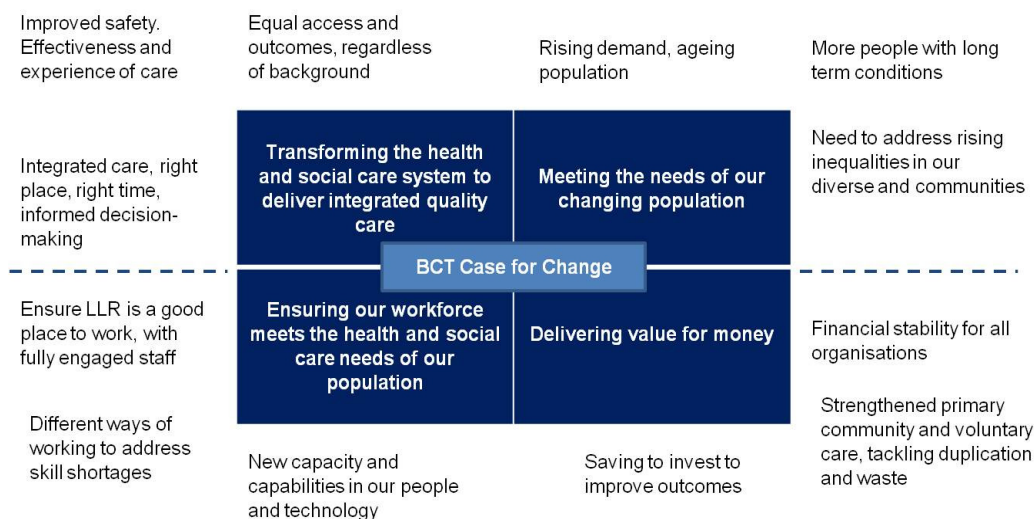 Improved safety.
Effectiveness and
experience of care
Equal access and
outcomes, regardless
of background
Rising demand, ageing
population
More people with long
term conditions
Integrated care, right
place, right time,
informed decision-
making
Transforming the health
and social care system to
deliver integrated quality
care
Meeting the needs of our
changing population
Need to address rising
inequalities in our
diverse and communities
BCT Case for Change
Ensure LLR is a good
place to work, with
fully engaged staff
Ensuring our workforce
meets the health and social
care needs of our
population
Delivering value for money
Financial stability for all
organisations
Different ways of
working to address
skill shortages
New capacity and
capabilities in our people
and technology
Saving to invest to
improve outcomes
Strengthened primary
community and voluntary
care, tackling duplication
and waste